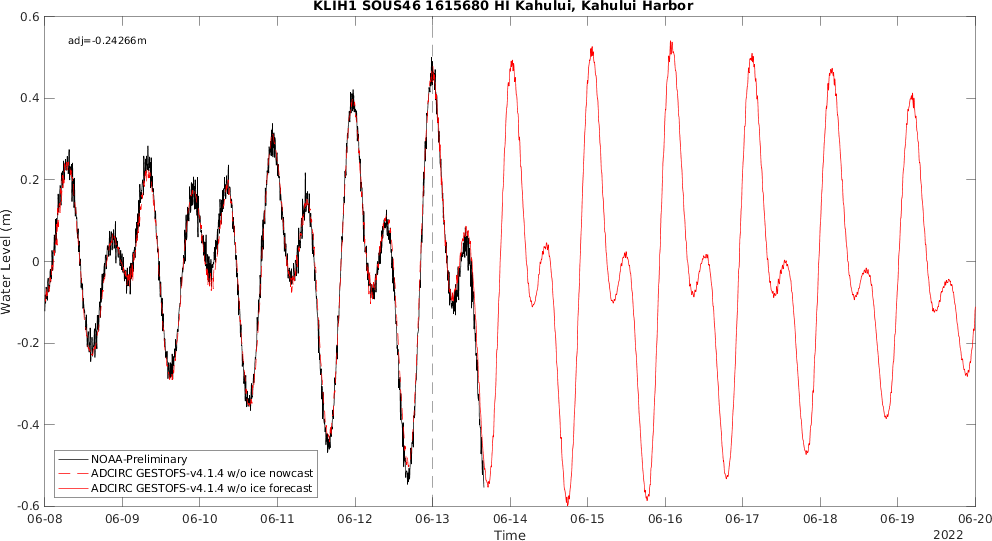 KLIH1 SOUS46 1615680 HI Kahului, Kahului Harbor
adj=-0.24266m
0.6
0.4
0.2
0
-0.2
-0.4
-0.6
Water Level (m)
NOAA-Preliminary
ADCIRC GESTOFS-v4.1.4 w/o ice nowcast
ADCIRC GESTOFS-v4.1.4 w/o ice forecast
06-08 06-09 06-10 06-11 06-12 06-13 06-14 06-15 06-16 06-17 06-18 06-19 06-20
Time
2022